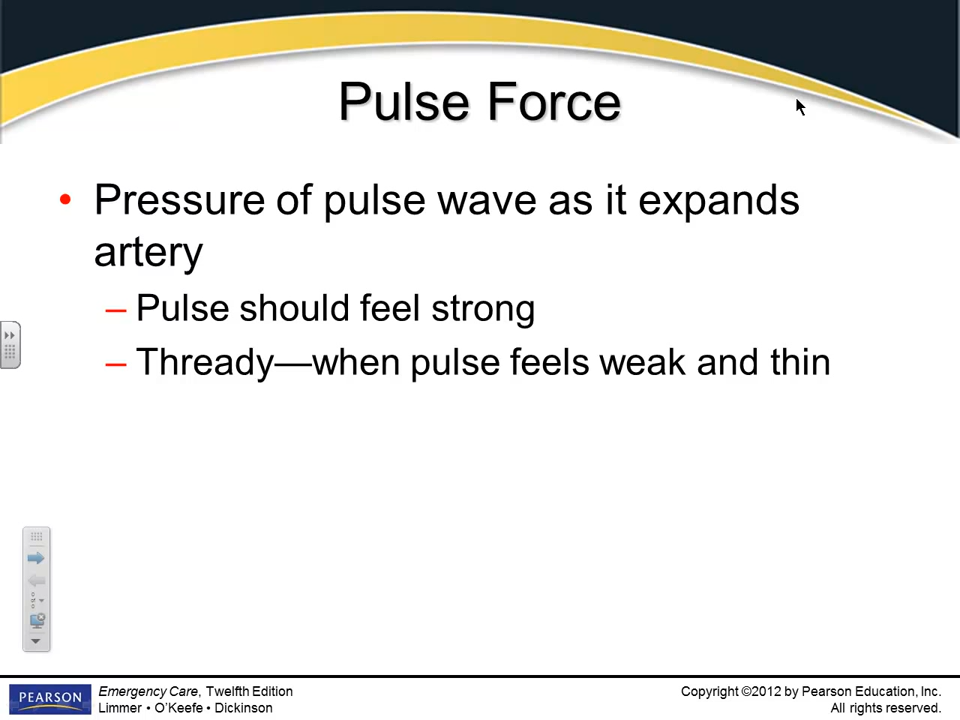 Pulse Force
• Pressure of pulse wave as it expands
artery
– Pulse should feel strong
– Thready—when pulse feels weak and thin
PEARSON
Emergency Care, Twelfth Edition
Limmer • O’Keefe • Dickinson
Copyright ©2012 by Pearson Education, Inc.
All rights reserved.